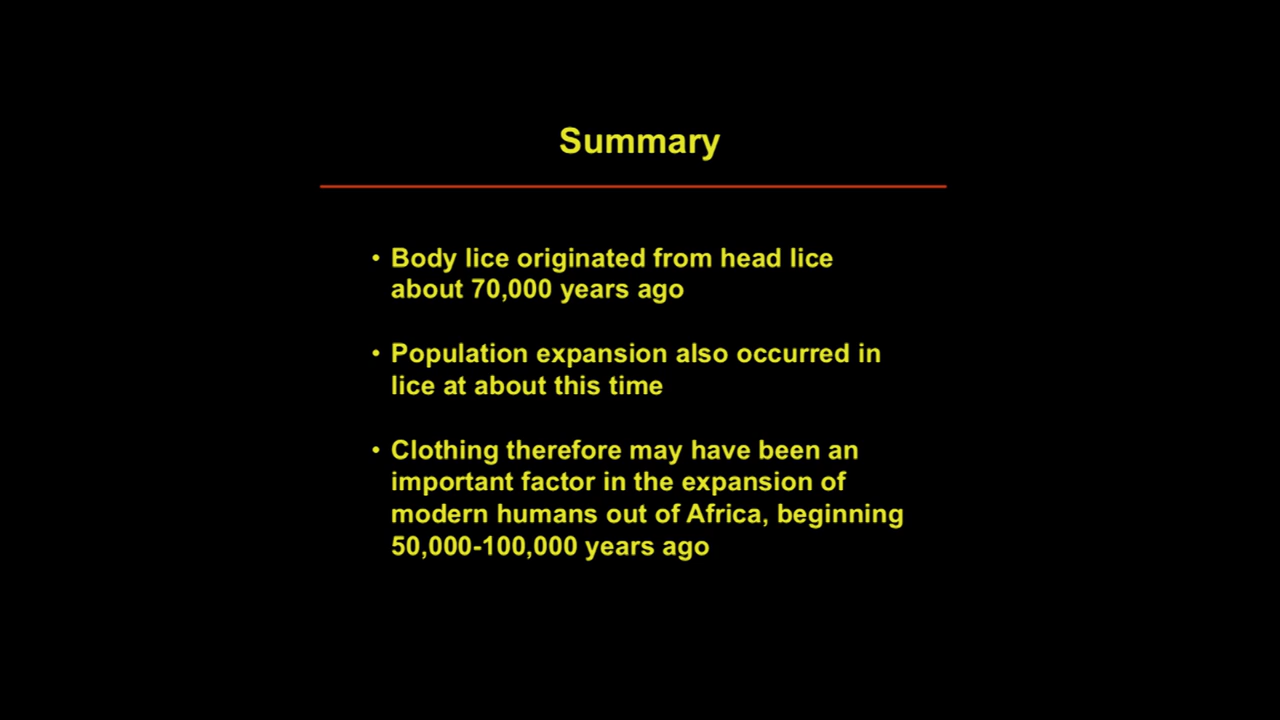 Summary
• Body lice originated from head lice
about 70,000 years ago
• Population expansion also occurred in
lice at about this time
• Clothing therefore may have been an
important factor in the expansion of
modern humans out of Africa, beginning
50,000-100,000 years ago